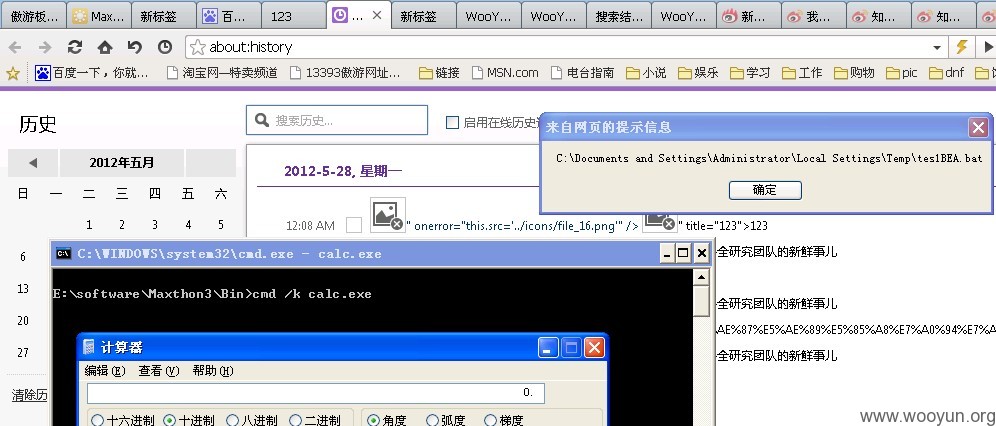 傲游板... Max... 新标签 百... 123 ... 新标签 WooY... WooY... 搜索结... WooY... 新... 我... 知... 知...
about:history
百度一下，你就... 淘宝网—特卖频道 13393傲游网址... 链接 MSN.com 电台指南 小说 娱乐 学习 工作 购物 pic dnf
历史
搜索历史...
启用在线历史
来自网页的提示信息
C:\Documents and Settings\Administrator\Local Settings\Temp\tes1BEA.bat
确定
2012年五月
2012-5-28, 星期一
日 一 二 三 四 五 六
1 2 3 4 5
12:08 AM " onerror="this.src='../icons/file_16.png'" /> " title="123">123
6
全研究团队的新鲜事儿
C:\WINDOWS\system32\cmd.exe - calc.exe
13
E:\software\Maxthon3\Bin>cmd /k calc.exe
全研究团队的新鲜事儿
20
AE%87%E5%AE%89%E5%85%A8%E7%A0%94%E7%A
27
计算器
全研究团队的新鲜事儿
编辑(E) 查看(V) 帮助(H)
清除历
0.
十六进制 十进制 八进制 二进制 角度 弧度 梯度
www.wooyun.org